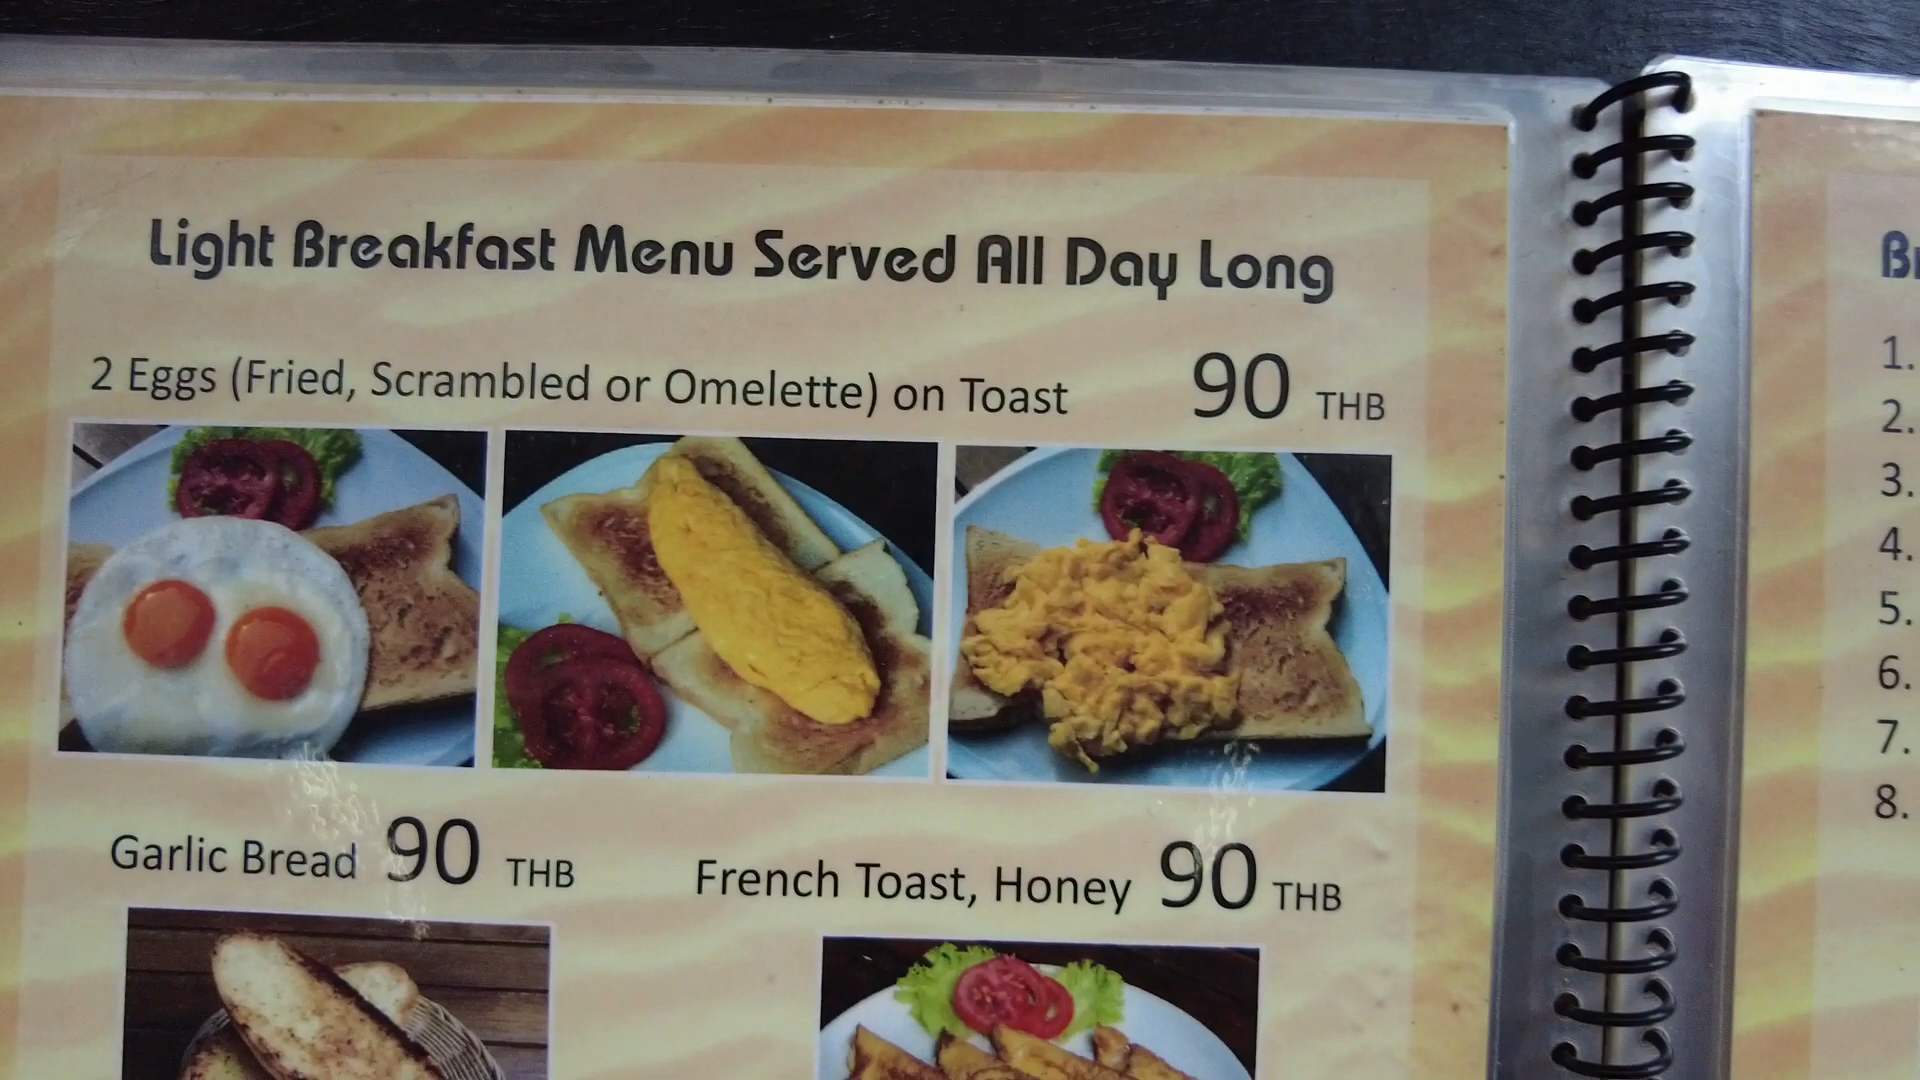 Light Breakfast Menu Served All Day Long
2 Eggs (Fried, Scrambled or Omelette) on Toast 90 THB
Garlic Bread 90 THB
French Toast, Honey 90 THB
1.
2.
3.
4.
5.
6.
7.
8.